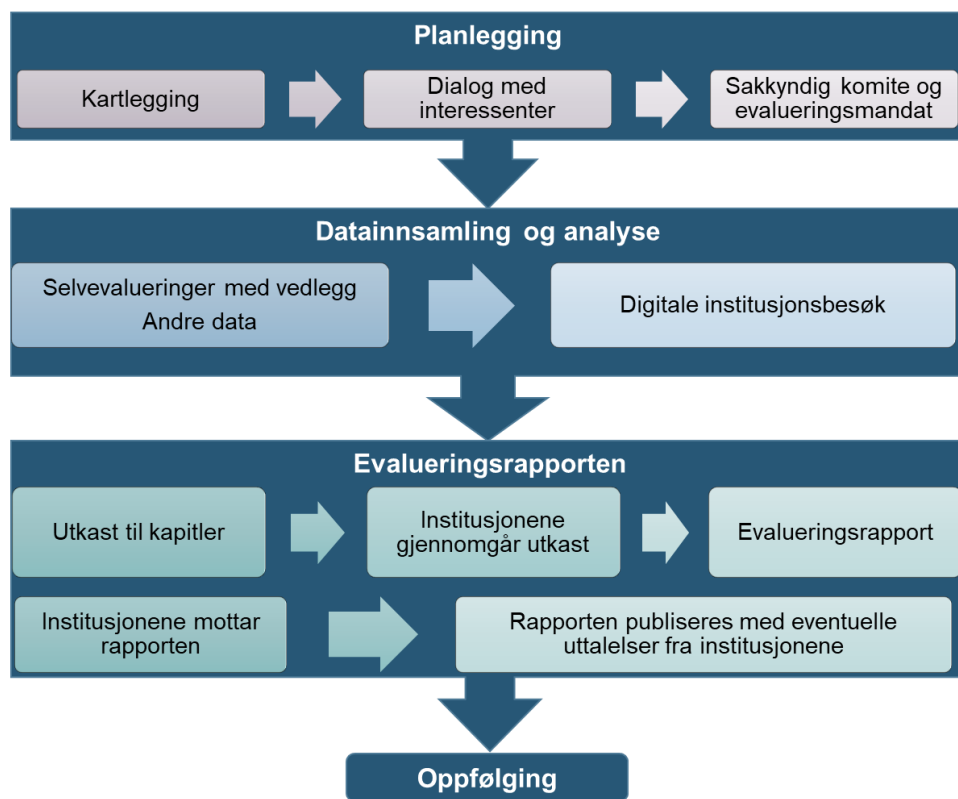 Planlegging
Kartlegging
Dialog med
interessenter
Sakkyndig komite og
evalueringsmandat
Datainnsamling og analyse
Selvevalueringer med vedlegg
Andre data
Digitale institusjonsbesøk
Evalueringsrapporten
Utkast til kapitler
Institusjonene
gjennomgår utkast
Evalueringsrapport
Institusjonene mottar
rapporten
Rapporten publiseres med eventuelle
uttalelser fra institusjonene
Oppfølging